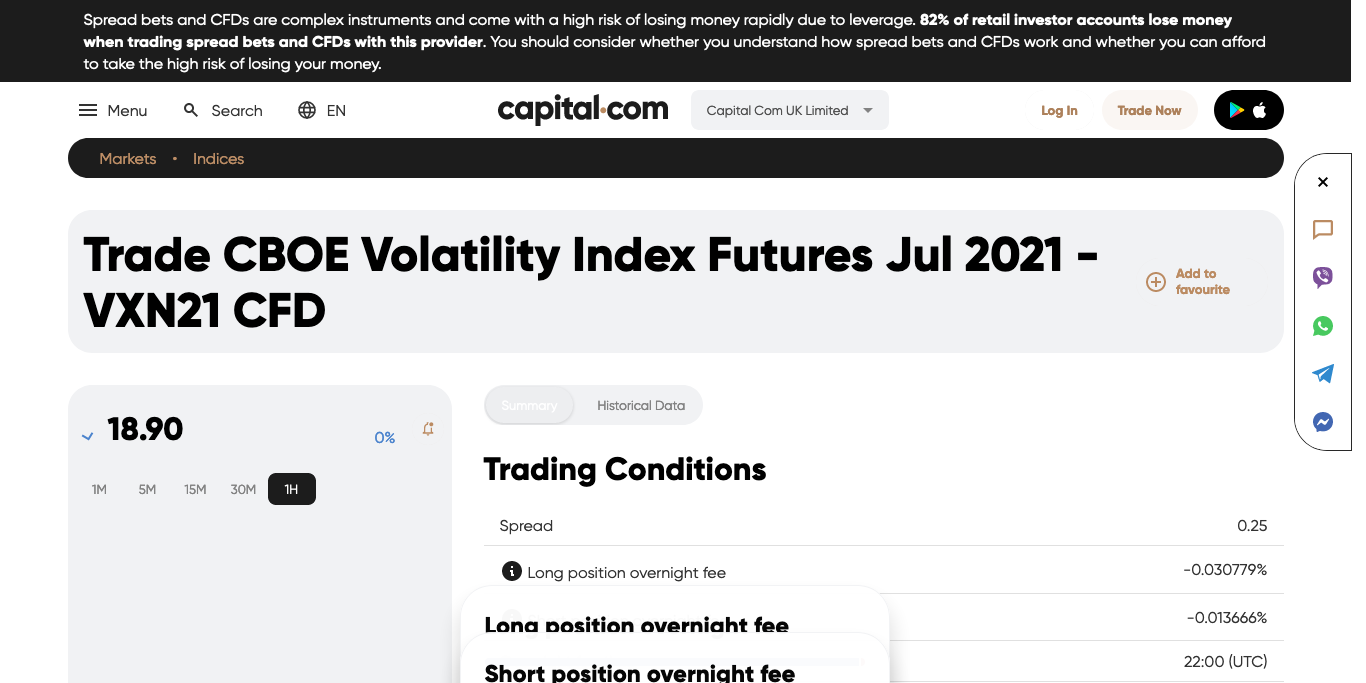 Spread bets and CFDs are complex instruments and come with a high risk of losing money rapidly due to leverage. 82% of retail investor accounts lose money
when trading spread bets and CFDs with this provider. You should consider whether you understand how spread bets and CFDs work and whether you can afford
to take the high risk of losing your money.
Menu
Search
EN
capital.com
Capital Com UK Limited
Log In
Trade Now
Markets
Indices
Trade CBOE Volatility Index Futures Jul 2021 -
VXN21 CFD
Add to
favourite
18.90
0%
1M
5M
15M
30M
1H
Summary
Historical Data
Trading Conditions
Spread
0.25
Long position overnight fee
-0.030779%
Long position overnight fee
-0.013666%
Short position overnight fee
22:00 (UTC)